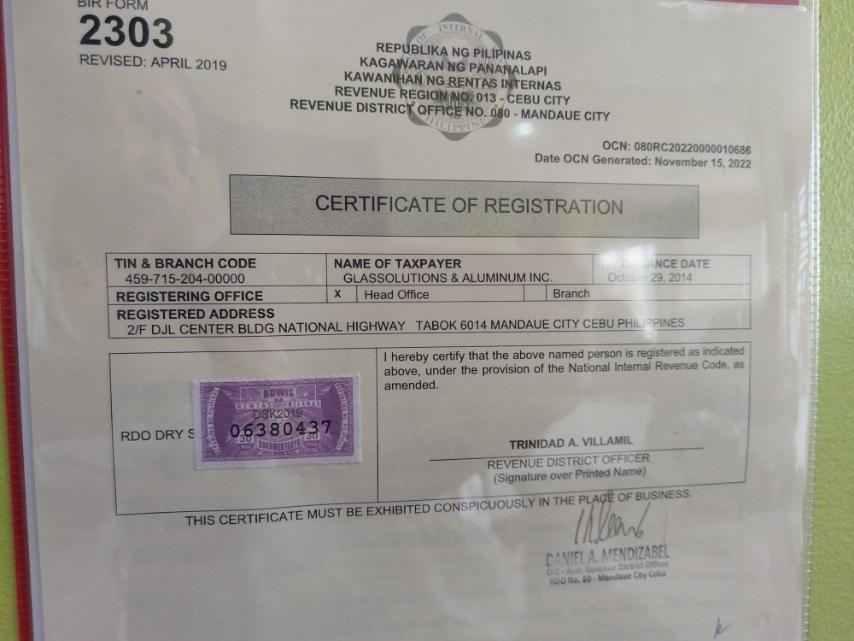 BIR FORM
2303
REVISED: APRIL 2019
REPUBLIKA NG PILIPINAS
KAGAWARAN NG PANANALAPI
KAWANIHAN NG RENTAS INTERNAS
REVENUE REGION NO. 013 - CEBU CITY
REVENUE DISTRICT OFFICE NO. 080 - MANDAUE CITY
OCN: 080RC20220000010686
Date OCN Generated: November 15, 2022
CERTIFICATE OF REGISTRATION
TIN & BRANCH CODE NAME OF TAXPAYER ANCE DATE
459-715-204-00000 GLASSOLUTIONS & ALUMINUM INC. October 29, 2014
REGISTERING OFFICE X Head Office Branch
REGISTERED ADDRESS
2/F DJL CENTER BLDG NATIONAL HIGHWAY TABOK 6014 MANDAUE CITY CEBU PHILIPPINES
I hereby certify that the above named person is registered as indicated
above, under the provision of the National Internal Revenue Code, as
amended.
RDO DRY S
BUWIS
SA
RENTAS INTERNAS
DSK2019
06380437
30 30
DOKUMENTARYO
TRINIDAD A. VILLAMIL
REVENUE DISTRICT OFFICER
(Signature over Printed Name)
THIS CERTIFICATE MUST BE EXHIBITED CONSPICUOUSLY IN THE PLACE OF BUSINESS.
DANIEL A. MENDIZABEL
OIC - Asst. Revenue District Officer
RDO No. 80 - Mandaue City Cebu